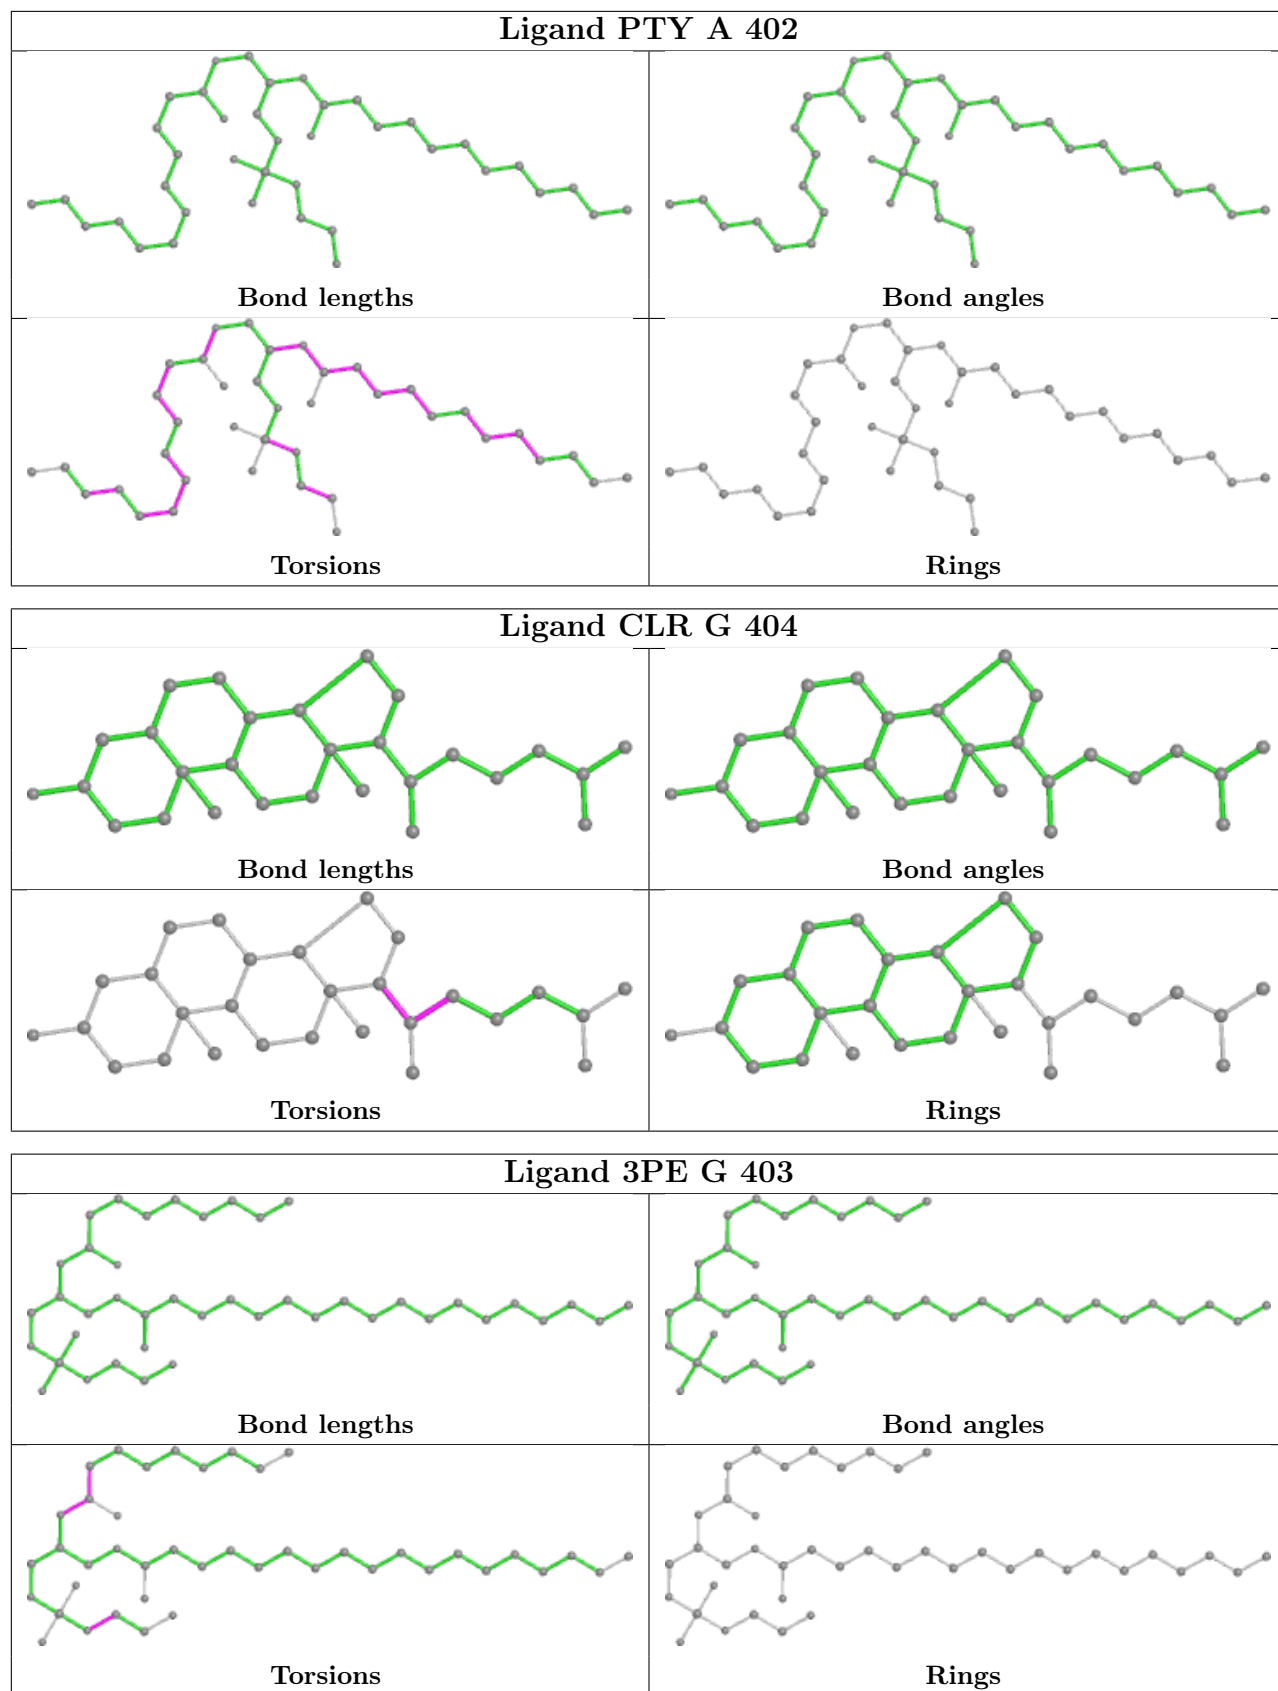 Ligand PTY A 402
Bond lengths
Bond angles
Torsions
Rings
Ligand CLR G 404
Bond lengths
Bond angles
Torsions
Rings
Ligand 3PE G 403
Bond lengths
Bond angles
Torsions
Rings